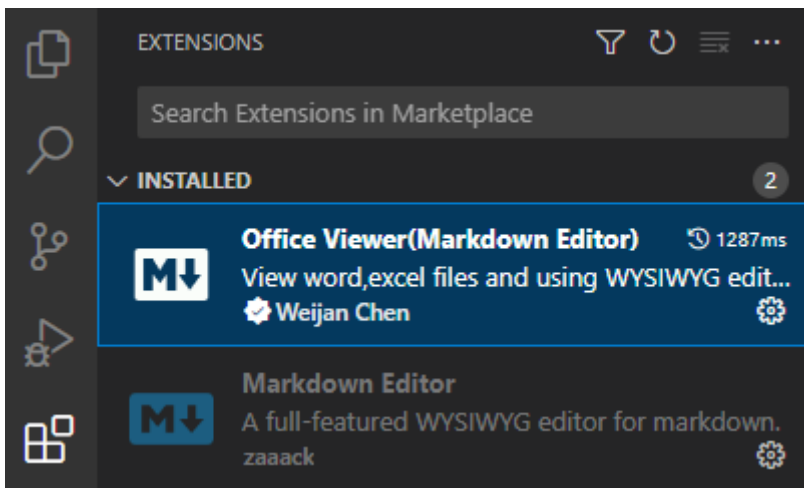 EXTENSIONS
Search Extensions in Marketplace
INSTALLED 2
M Office Viewer(Markdown Editor) 1287ms
View word,excel files and using WYSIWYG edit...
Weijan Chen
M Markdown Editor
A full-featured WYSIWYG editor for markdown.
zaaack